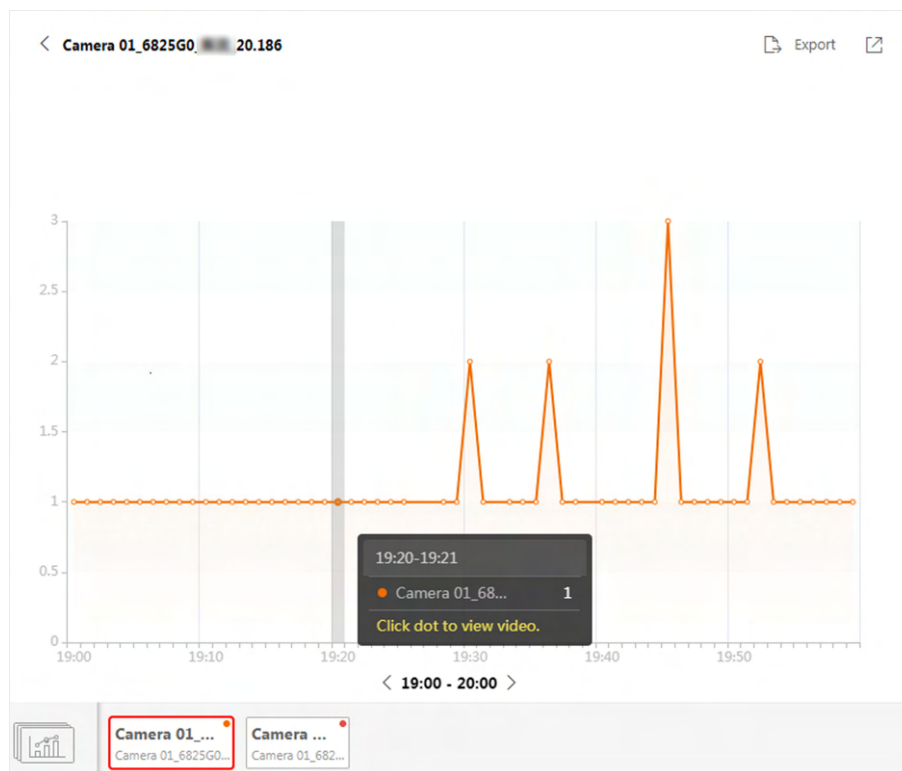 Camera 01_6825G0_ _20.186
Export
3
2.5
2
1.5
1
0.5
0
19:20-19:21
Camera 01_68... 1
Click dot to view video.
19:00 19:10 19:20 19:30 19:40 19:50
19:00 - 20:00
Camera 01_...
Camera 01_6825G0...
Camera ...
Camera 01_682...